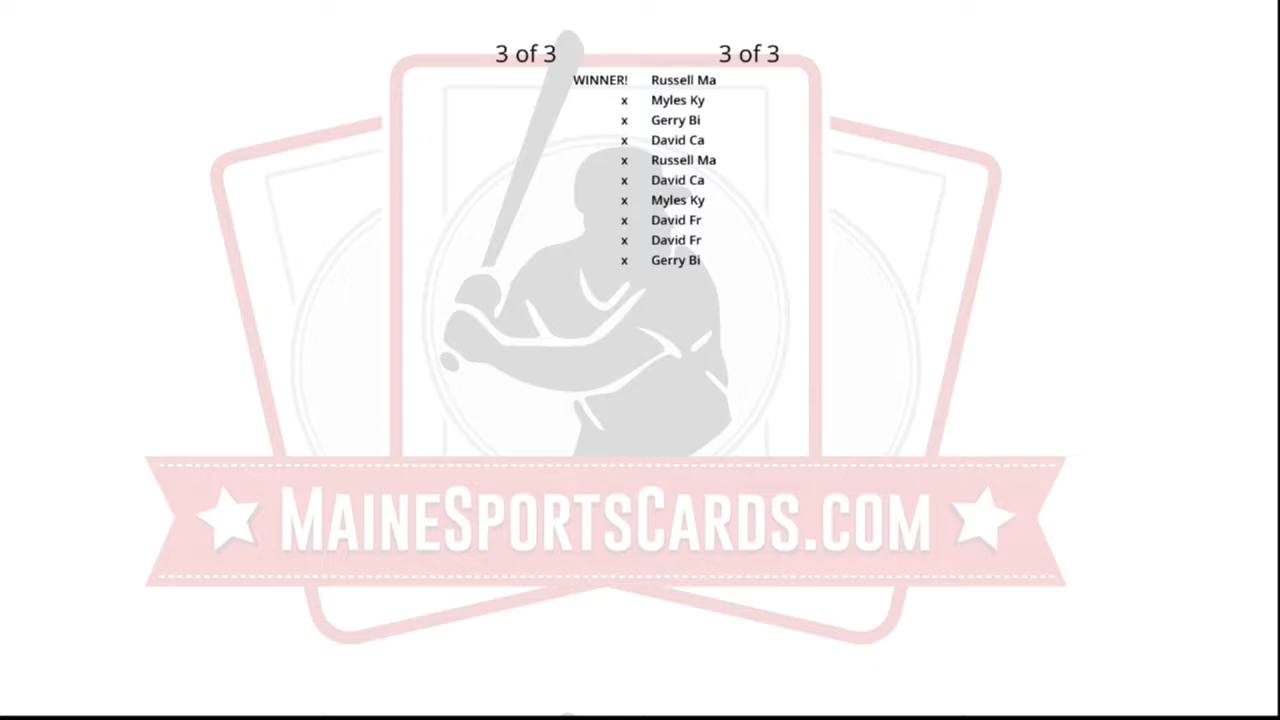 3 of 3 3 of 3
WINNER! Russell Ma
x Myles Ky
x Gerry Bi
x David Ca
x Russell Ma
x David Ca
x Myles Ky
x David Fr
x David Fr
x Gerry Bi
MAINESPORTSCARDS.COM